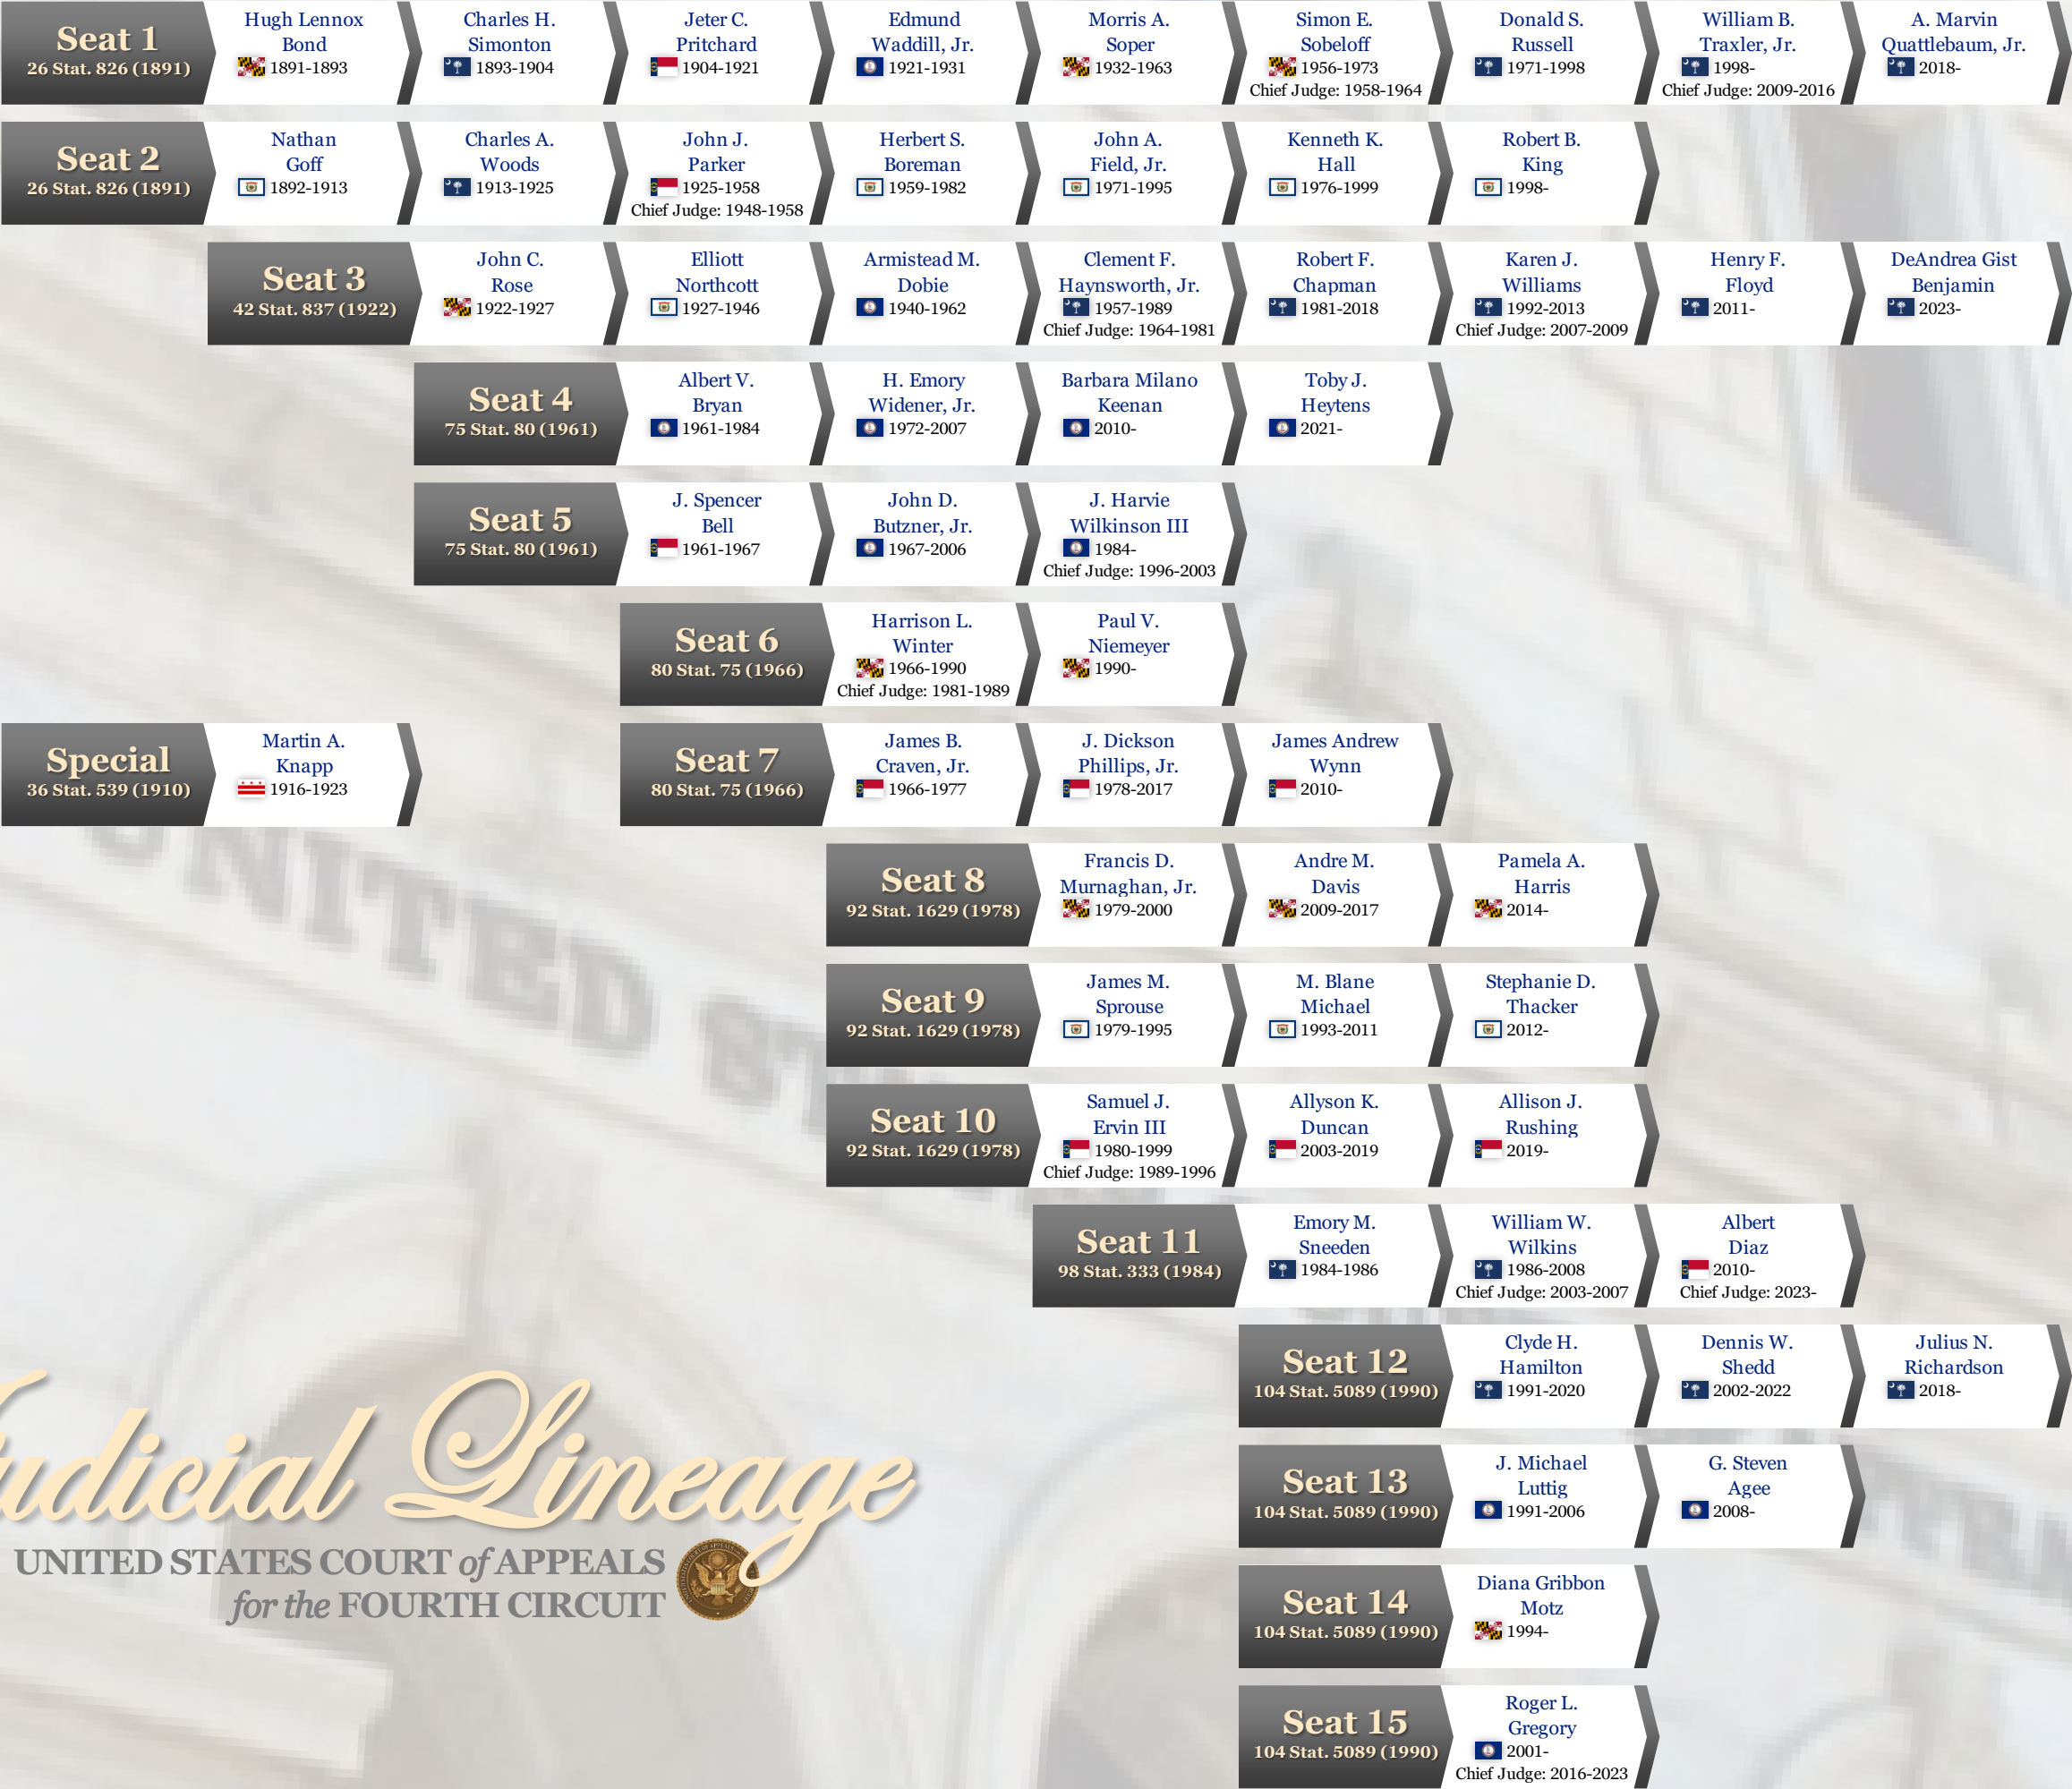 Seat 1
26 Stat. 826 (1891)
Hugh Lennox
Bond
1891-1893
Charles H.
Simonton
1893-1904
Jeter C.
Pritchard
1904-1921
Edmund
Waddill, Jr.
1921-1931
Morris A.
Soper
1932-1963
Simon E.
Sobeloff
1956-1973
Chief Judge: 1958-1964
Donald S.
Russell
1971-1998
William B.
Traxler, Jr.
1998-
Chief Judge: 2009-2016
A. Marvin
Quattlebaum, Jr.
2018-
Seat 2
26 Stat. 826 (1891)
Nathan
Goff
1892-1913
Charles A.
Woods
1913-1925
John J.
Parker
1925-1958
Chief Judge: 1948-1958
Herbert S.
Boreman
1959-1982
John A.
Field, Jr.
1971-1995
Kenneth K.
Hall
1976-1999
Robert B.
King
1998-
Seat 3
42 Stat. 837 (1922)
John C.
Rose
1922-1927
Elliott
Northcott
1927-1946
Armistead M.
Dobie
1940-1962
Clement F.
Haynsworth, Jr.
1957-1989
Chief Judge: 1964-1981
Robert F.
Chapman
1981-2018
Karen J.
Williams
1992-2013
Chief Judge: 2007-2009
Henry F.
Floyd
2011-
DeAndrea Gist
Benjamin
2023-
Seat 4
75 Stat. 80 (1961)
Albert V.
Bryan
1961-1984
H. Emory
Widener, Jr.
1972-2007
Barbara Milano
Keenan
2010-
Toby J.
Heytens
2021-
Seat 5
75 Stat. 80 (1961)
J. Spencer
Bell
1961-1967
John D.
Butzner, Jr.
1967-2006
J. Harvie
Wilkinson III
1984-
Chief Judge: 1996-2003
Seat 6
80 Stat. 75 (1966)
Harrison L.
Winter
1966-1990
Chief Judge: 1981-1989
Paul V.
Niemeyer
1990-
Special
36 Stat. 539 (1910)
Martin A.
Knapp
1916-1923
Seat 7
80 Stat. 75 (1966)
James B.
Craven, Jr.
1966-1977
J. Dickson
Phillips, Jr.
1978-2017
James Andrew
Wynn
2010-
Seat 8
92 Stat. 1629 (1978)
Francis D.
Murnaghan, Jr.
1979-2000
Andre M.
Davis
2009-2017
Pamela A.
Harris
2014-
UNITED ST
Seat 9
92 Stat. 1629 (1978)
James M.
Sprouse
1979-1995
M. Blane
Michael
1993-2011
Stephanie D.
Thacker
2012-
Seat 10
92 Stat. 1629 (1978)
Samuel J.
Ervin III
1980-1999
Chief Judge: 1989-1996
Allyson K.
Duncan
2003-2019
Allison J.
Rushing
2019-
Seat 11
98 Stat. 333 (1984)
Emory M.
Sneeden
1984-1986
William W.
Wilkins
1986-2008
Chief Judge: 2003-2007
Albert
Diaz
2010-
Chief Judge: 2023-
Seat 12
104 Stat. 5089 (1990)
Clyde H.
Hamilton
1991-2020
Dennis W.
Shedd
2002-2022
Julius N.
Richardson
2018-
Seat 13
104 Stat. 5089 (1990)
J. Michael
Luttig
1991-2006
G. Steven
Agee
2008-
Seat 14
104 Stat. 5089 (1990)
Diana Gribbon
Motz
1994-
Seat 15
104 Stat. 5089 (1990)
Roger L.
Gregory
2001-
Chief Judge: 2016-2023
Judicial Lineage
UNITED STATES COURT of APPEALS
for the FOURTH CIRCUIT